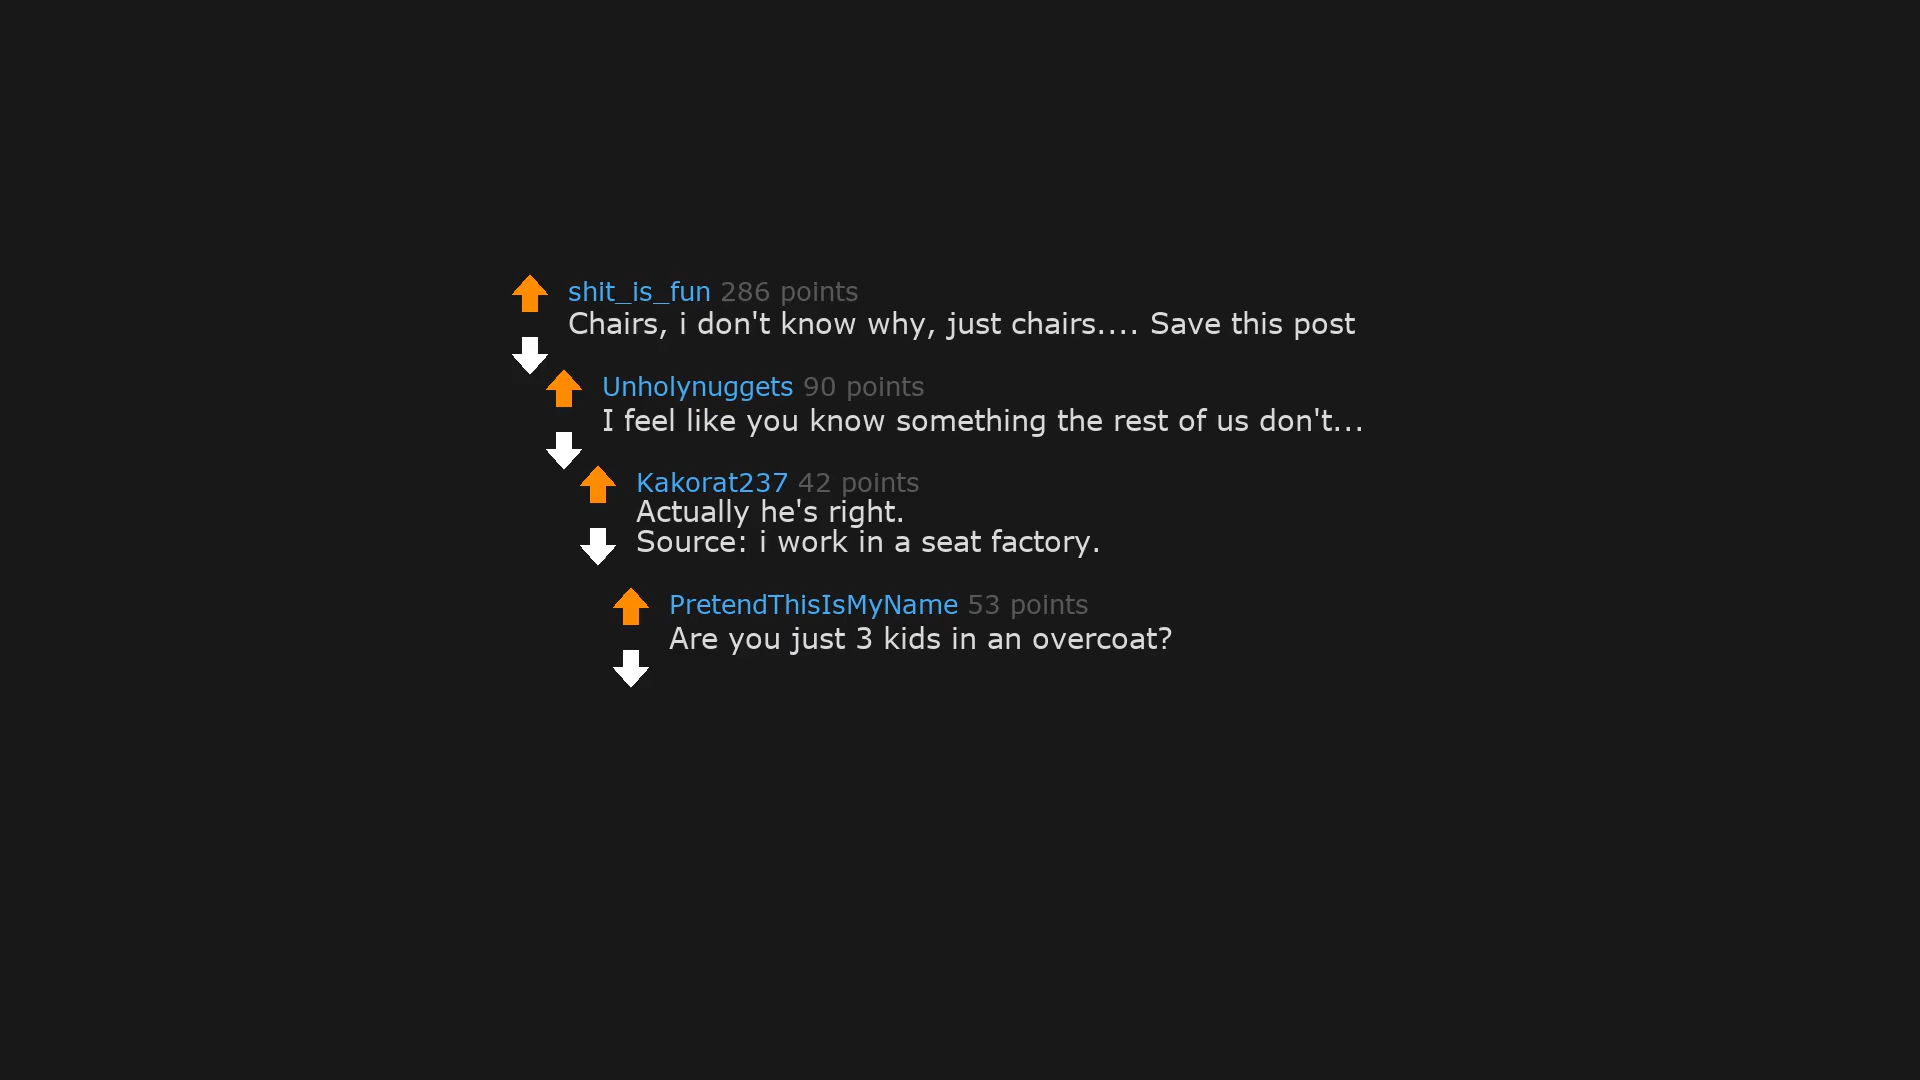 shit_is_fun 286 points
Chairs, i don't know why, just chairs.... Save this post
Unholynuggets 90 points
I feel like you know something the rest of us don't...
Kakorat237 42 points
Actually he's right.
Source: i work in a seat factory.
PretendThisIsMyName 53 points
Are you just 3 kids in an overcoat?